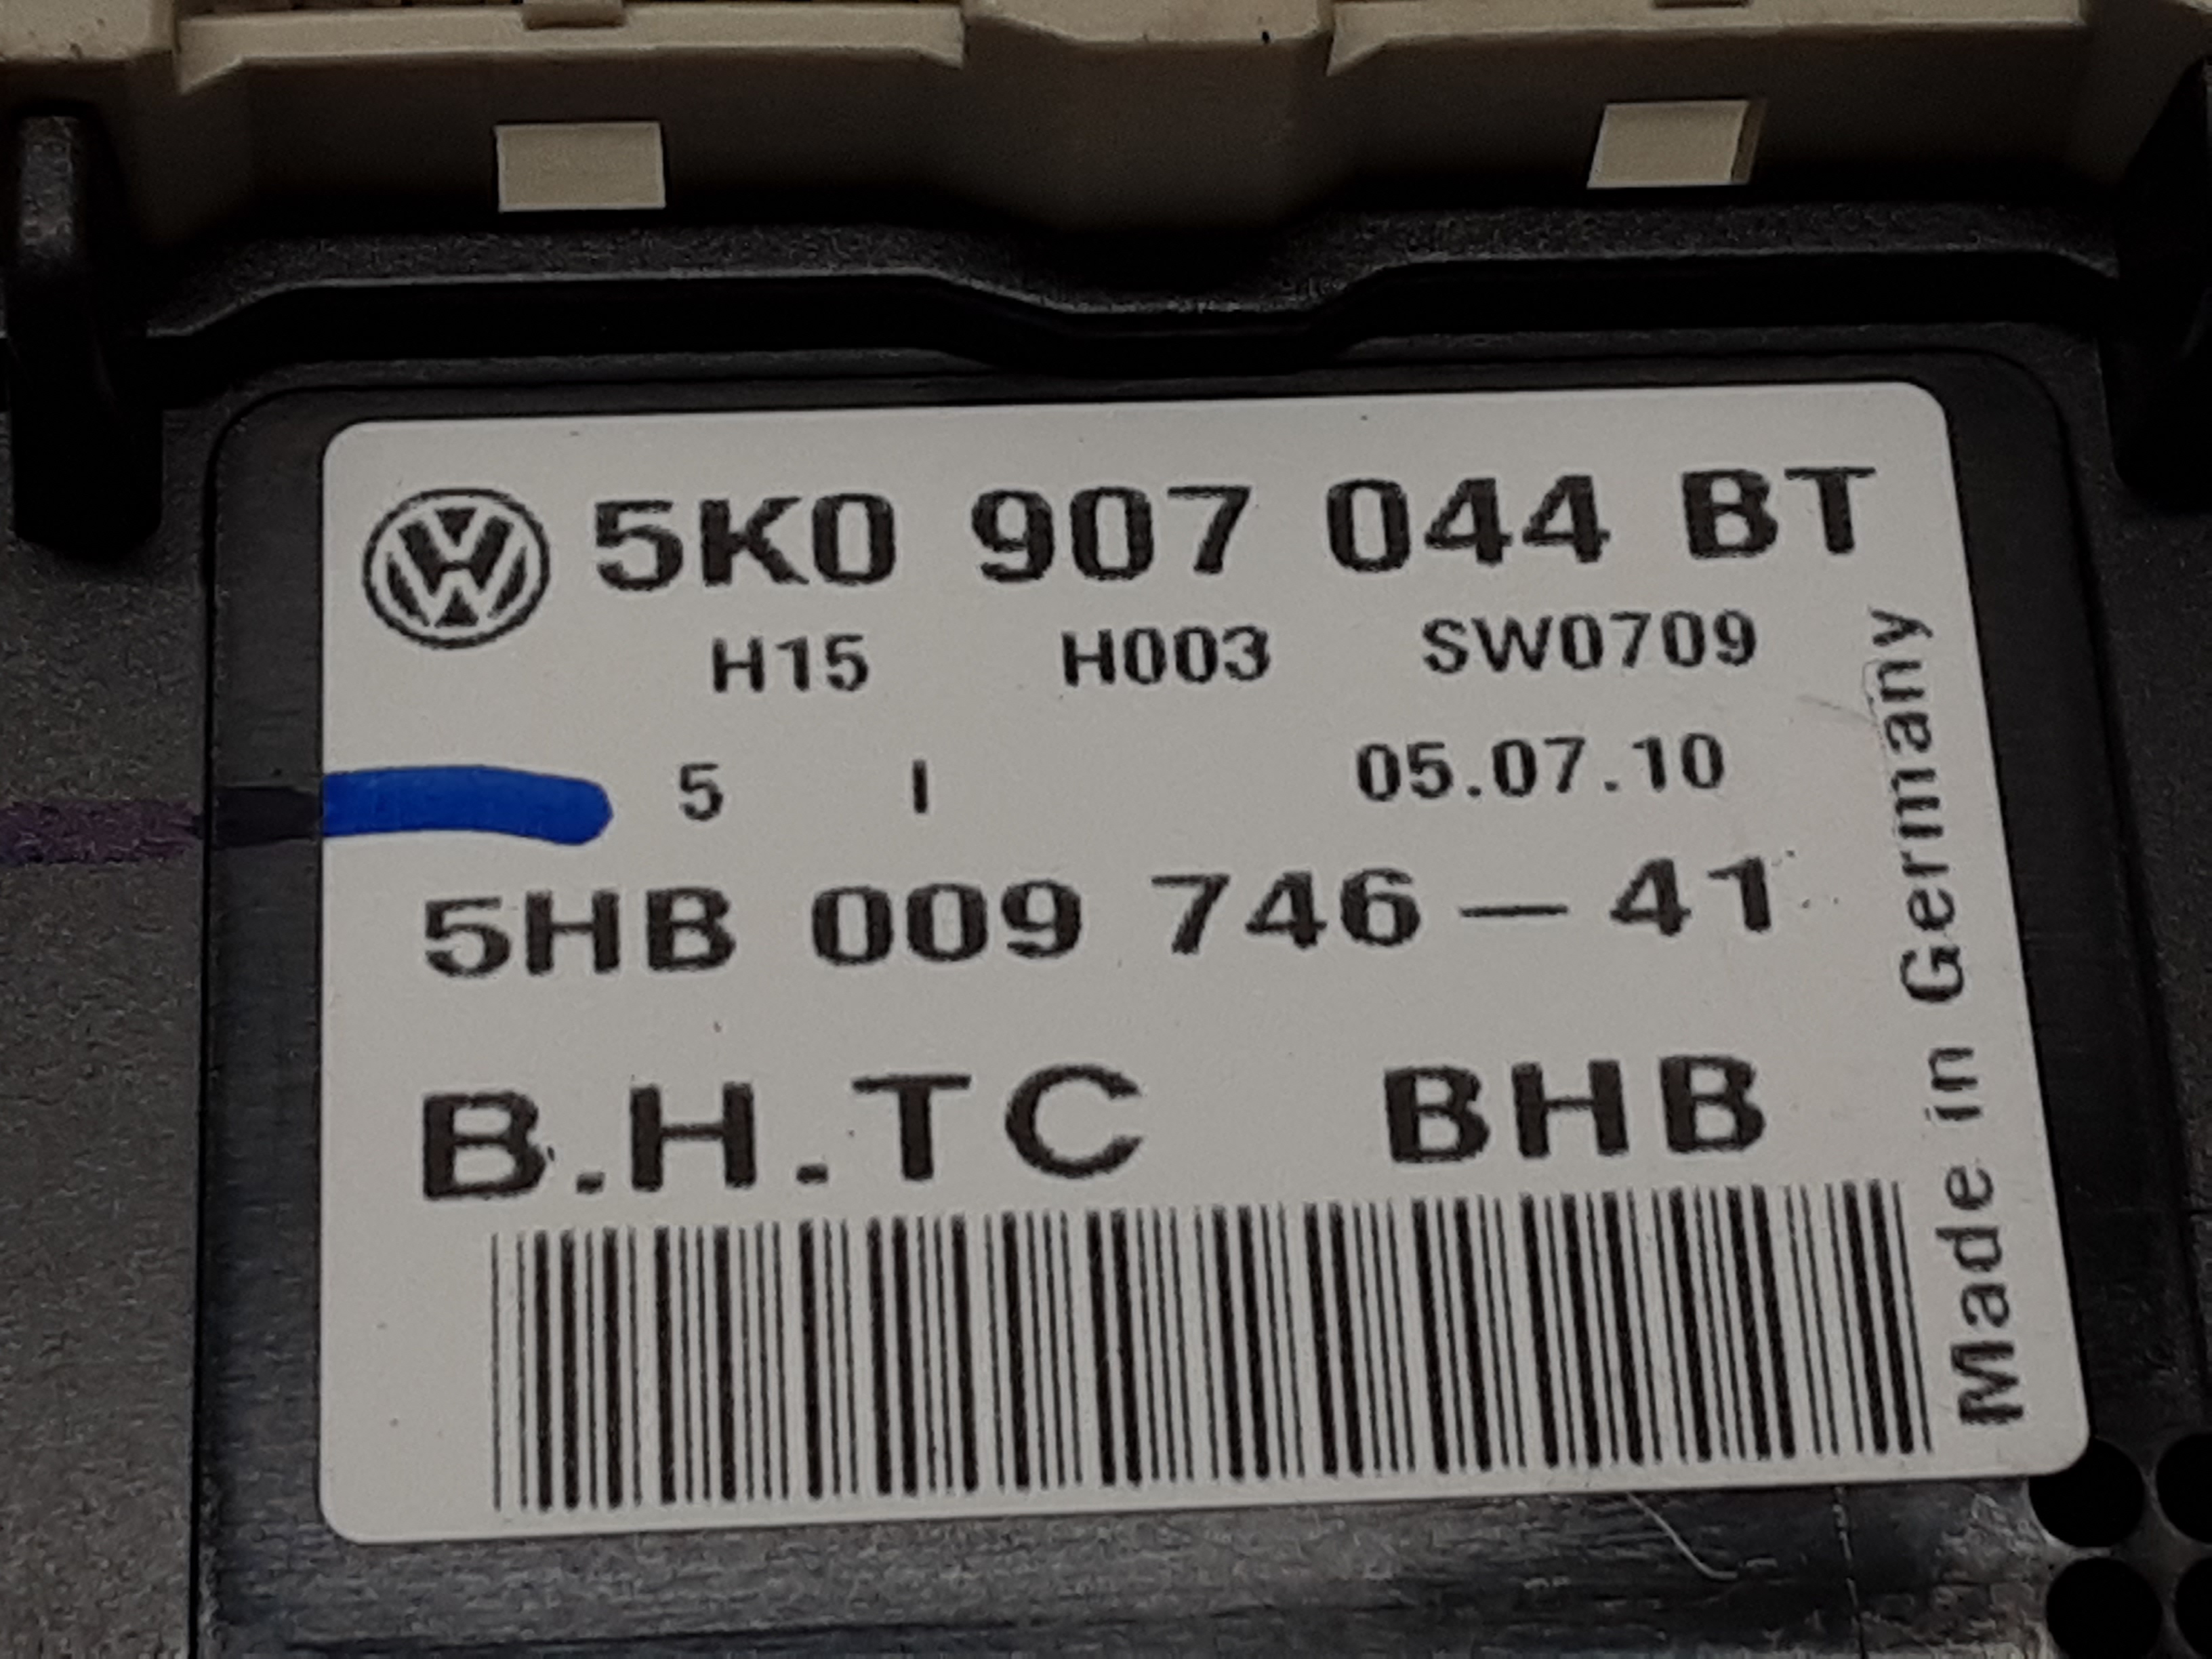 5K0 907 044 BT
H15 H003 SW0709
5 I 05.07.10
5HB 009 746-41
B.H.TC BHB
Made in Germany